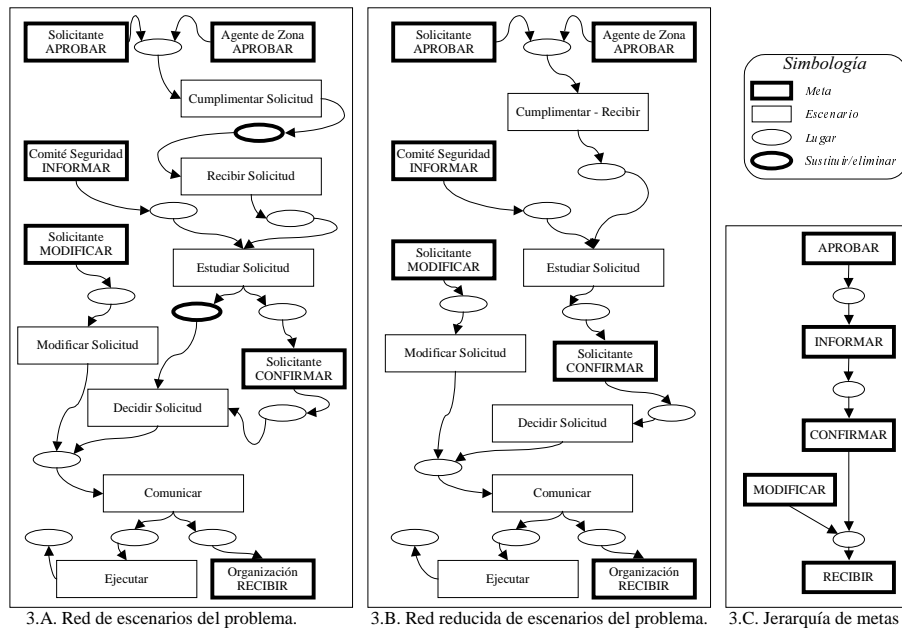 Solicitante
APROBAR
Agente de Zona
APROBAR
Cumplimentar Solicitud
Comité Seguridad
INFORMAR
Recibir Solicitud
Solicitante
MODIFICAR
Estudiar Solicitud
Modificar Solicitud
Solicitante
CONFIRMAR
Decidir Solicitud
Comunicar
Ejecutar
Organización
RECIBIR
3.A. Red de escenarios del problema.
Solicitante
APROBAR
Agente de Zona
APROBAR
Cumplimentar - Recibir
Comité Seguridad
INFORMAR
Solicitante
MODIFICAR
Estudiar Solicitud
Modificar Solicitud
Solicitante
CONFIRMAR
Decidir Solicitud
Comunicar
Ejecutar
Organización
RECIBIR
3.B. Red reducida de escenarios del problema.
Simbología
Meta
Escenario
Lugar
Sustituir/eliminar
APROBAR
INFORMAR
CONFIRMAR
MODIFICAR
RECIBIR
3.C. Jerarquía de metas